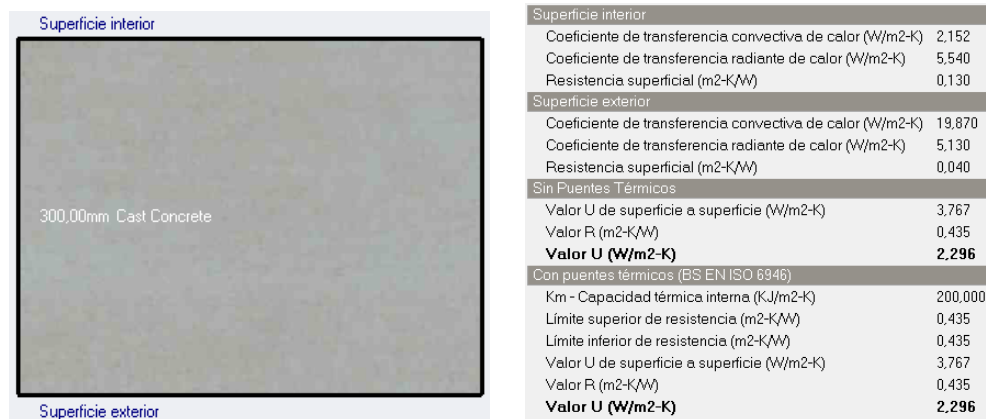 Superficie interior
300,00mm Cast Concrete
Superficie exterior
Superficie interior
Coeficiente de transferencia convectiva de calor (W/m2-K) 2,152
Coeficiente de transferencia radiante de calor (W/m2-K) 5,540
Resistencia superficial (m2-K/W) 0,130
Superficie exterior
Coeficiente de transferencia convectiva de calor (W/m2-K) 19,870
Coeficiente de transferencia radiante de calor (W/m2-K) 5,130
Resistencia superficial (m2-K/W) 0,040
Sin Puentes Térmicos
Valor U de superficie a superficie (W/m2-K) 3,767
Valor R (m2-K/W) 0,435
Valor U (W/m2-K) 2,296
Con puentes térmicos (BS EN ISO 6946)
Km - Capacidad térmica interna (KJ/m2-K) 200,000
Límite superior de resistencia (m2-K/W) 0,435
Límite inferior de resistencia (m2-K/W) 0,435
Valor U de superficie a superficie (W/m2-K) 3,767
Valor R (m2-K/W) 0,435
Valor U (W/m2-K) 2,296